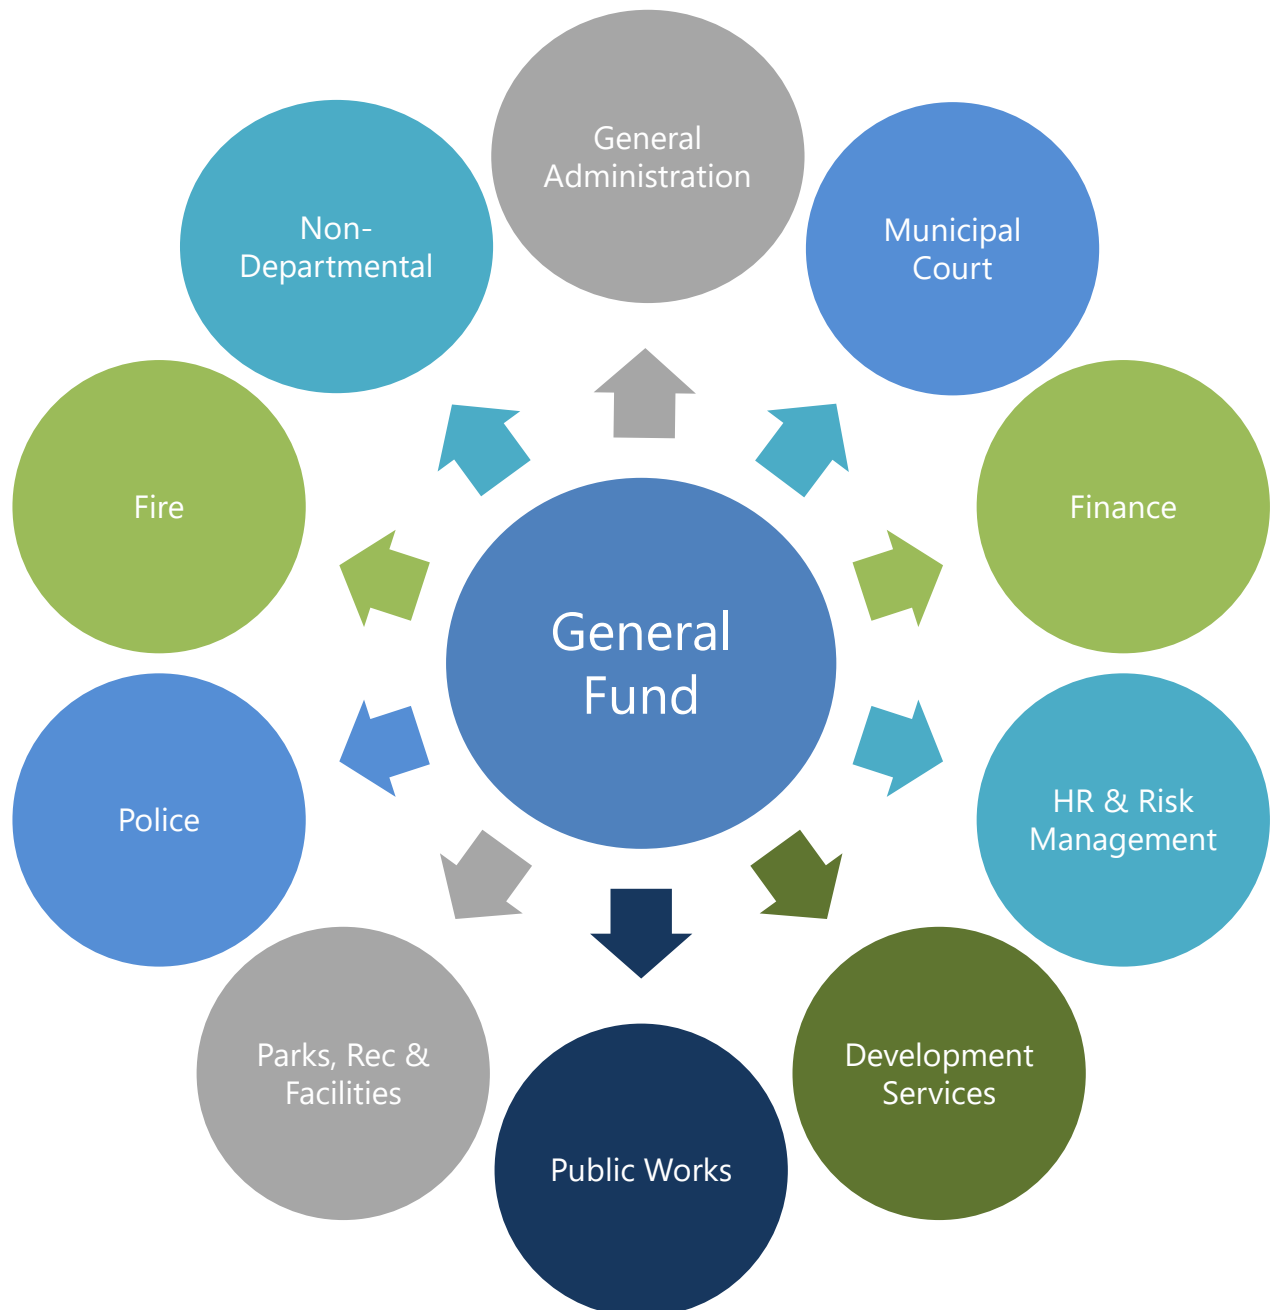 General
Administration
Municipal
Court
Finance
HR & Risk
Management
Development
Services
Public Works
Parks, Rec &
Facilities
Police
Fire
Non-
Departmental
General
Fund